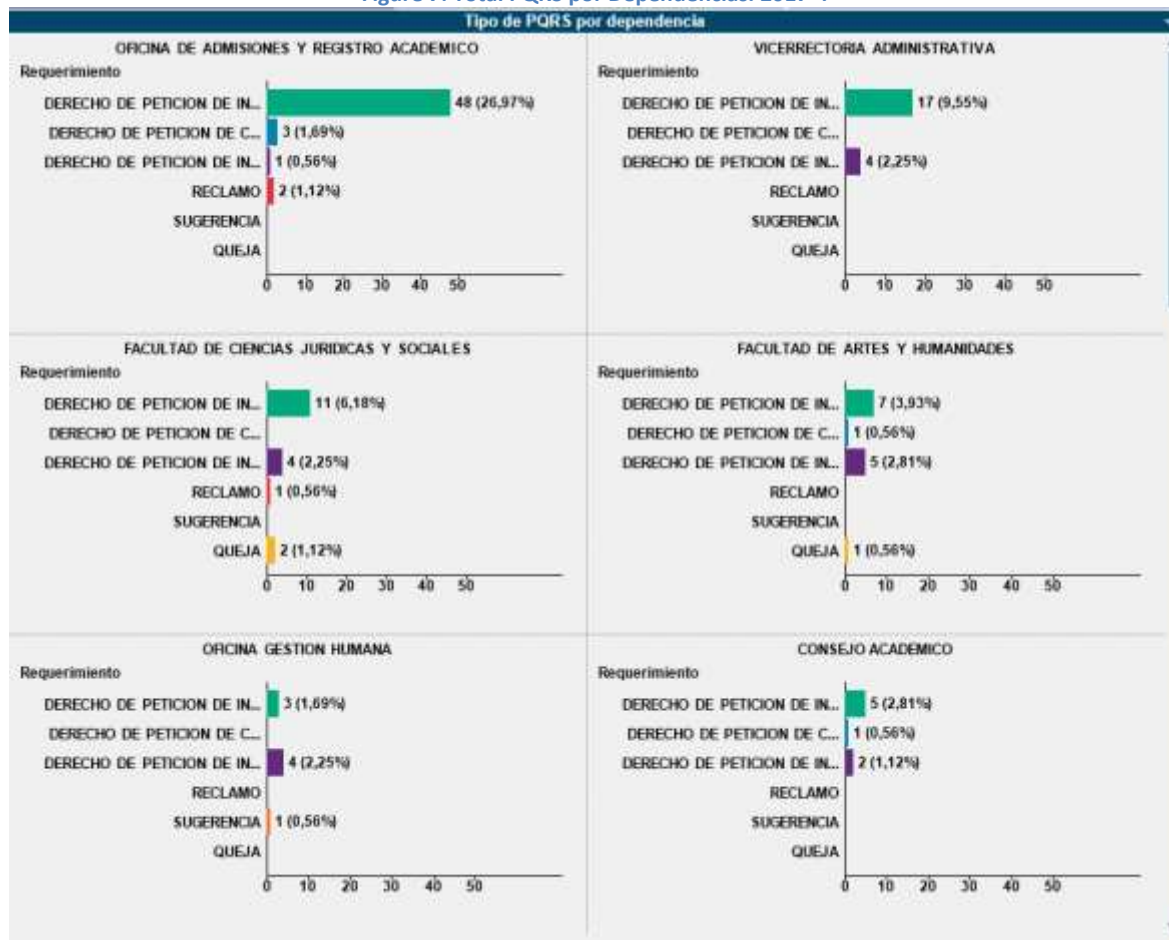 Tipo de PQRS por dependencia
OFICINA DE ADMISIONES Y REGISTRO ACADEMICO
Requerimiento
DERECHO DE PETICION DE IN... 48 (26,97%)
DERECHO DE PETICION DE C... 3 (1,69%)
DERECHO DE PETICION DE IN... 1 (0,56%)
RECLAMO 2 (1,12%)
SUGERENCIA
QUEJA
0 10 20 30 40 50
VICERRECTORIA ADMINISTRATIVA
Requerimiento
DERECHO DE PETICION DE IN... 17 (9,55%)
DERECHO DE PETICION DE C...
DERECHO DE PETICION DE IN... 4 (2,25%)
RECLAMO
SUGERENCIA
QUEJA
0 10 20 30 40 50
FACULTAD DE CIENCIAS JURIDICAS Y SOCIALES
Requerimiento
DERECHO DE PETICION DE IN... 11 (6,18%)
DERECHO DE PETICION DE C...
DERECHO DE PETICION DE IN... 4 (2,25%)
RECLAMO 1 (0,56%)
SUGERENCIA
QUEJA 2 (1,12%)
0 10 20 30 40 50
FACULTAD DE ARTES Y HUMANIDADES
Requerimiento
DERECHO DE PETICION DE IN... 7 (3,93%)
DERECHO DE PETICION DE C... 1 (0,56%)
DERECHO DE PETICION DE IN... 5 (2,81%)
RECLAMO
SUGERENCIA
QUEJA 1 (0,56%)
0 10 20 30 40 50
OFICINA GESTION HUMANA
Requerimiento
DERECHO DE PETICION DE IN... 3 (1,69%)
DERECHO DE PETICION DE C...
DERECHO DE PETICION DE IN... 4 (2,25%)
RECLAMO
SUGERENCIA 1 (0,56%)
QUEJA
0 10 20 30 40 50
CONSEJO ACADEMICO
Requerimiento
DERECHO DE PETICION DE IN... 5 (2,81%)
DERECHO DE PETICION DE C... 1 (0,56%)
DERECHO DE PETICION DE IN... 2 (1,12%)
RECLAMO
SUGERENCIA
QUEJA
0 10 20 30 40 50